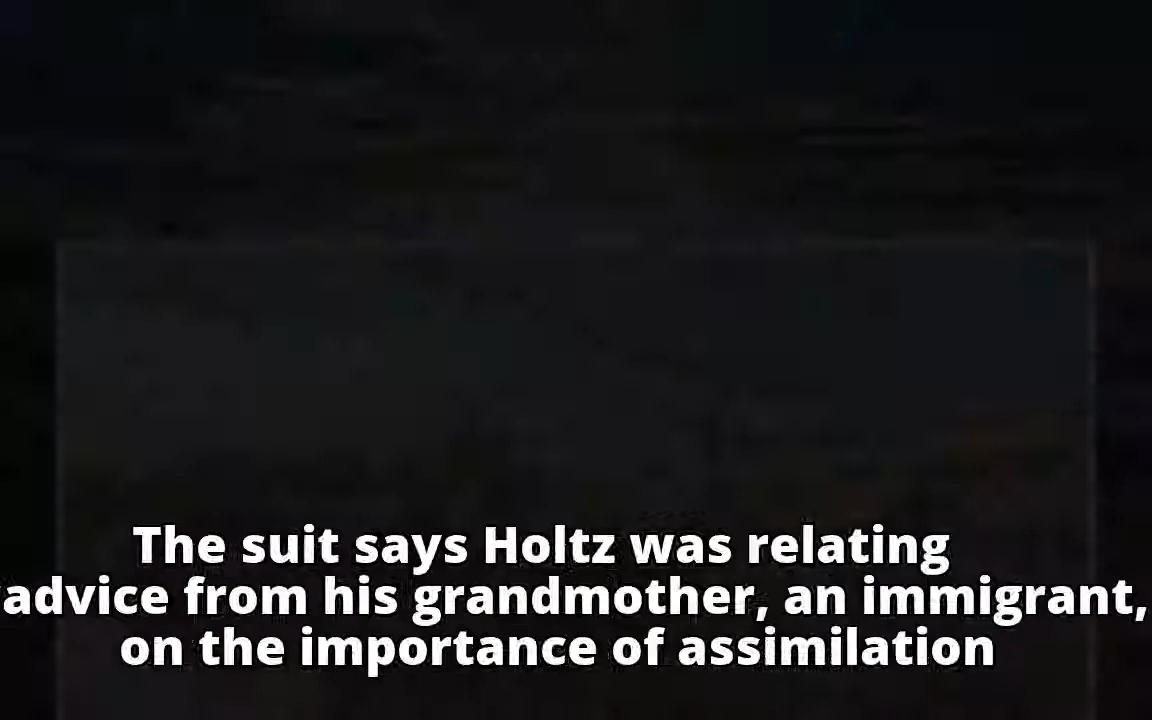 The suit says Holtz was relating
advice from his grandmother, an immigrant,
on the importance of assimilation